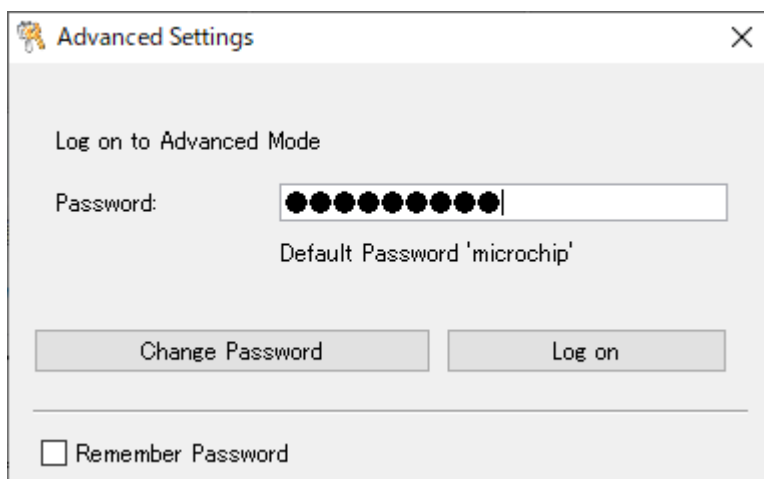 Advanced Settings
Log on to Advanced Mode
Password: ●●●●●●●●●
Default Password 'microchip'
Change Password Log on
Remember Password